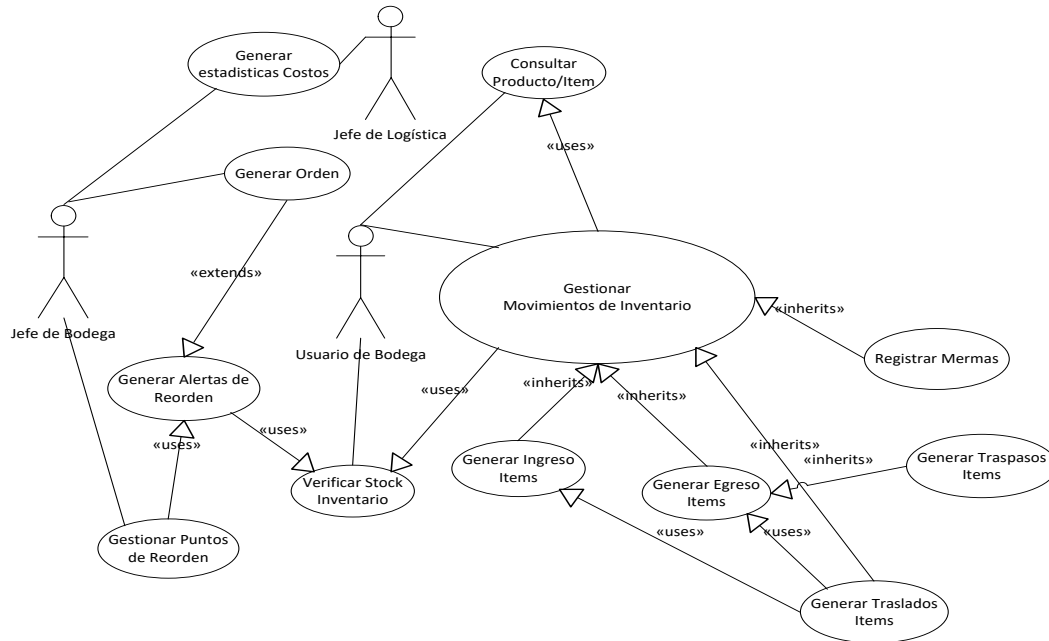 Generar
estadisticas Costos
Consultar
Producto/Item
Jefe de Logística
«uses»
Generar Orden
«extends»
Gestionar
Movimientos de Inventario
«inherits»
Jefe de Bodega
Usuario de Bodega
Registrar Mermas
Generar Alertas de
Reorden
«uses»
«inherits»
«inherits»
«uses»
«uses»
«inherits»
«inherits»
Generar Ingreso
Items
Generar Traspasos
Items
Verificar Stock
Inventario
Generar Egreso
Items
Gestionar Puntos
de Reorden
«uses»
«uses»
Generar Traslados
Items